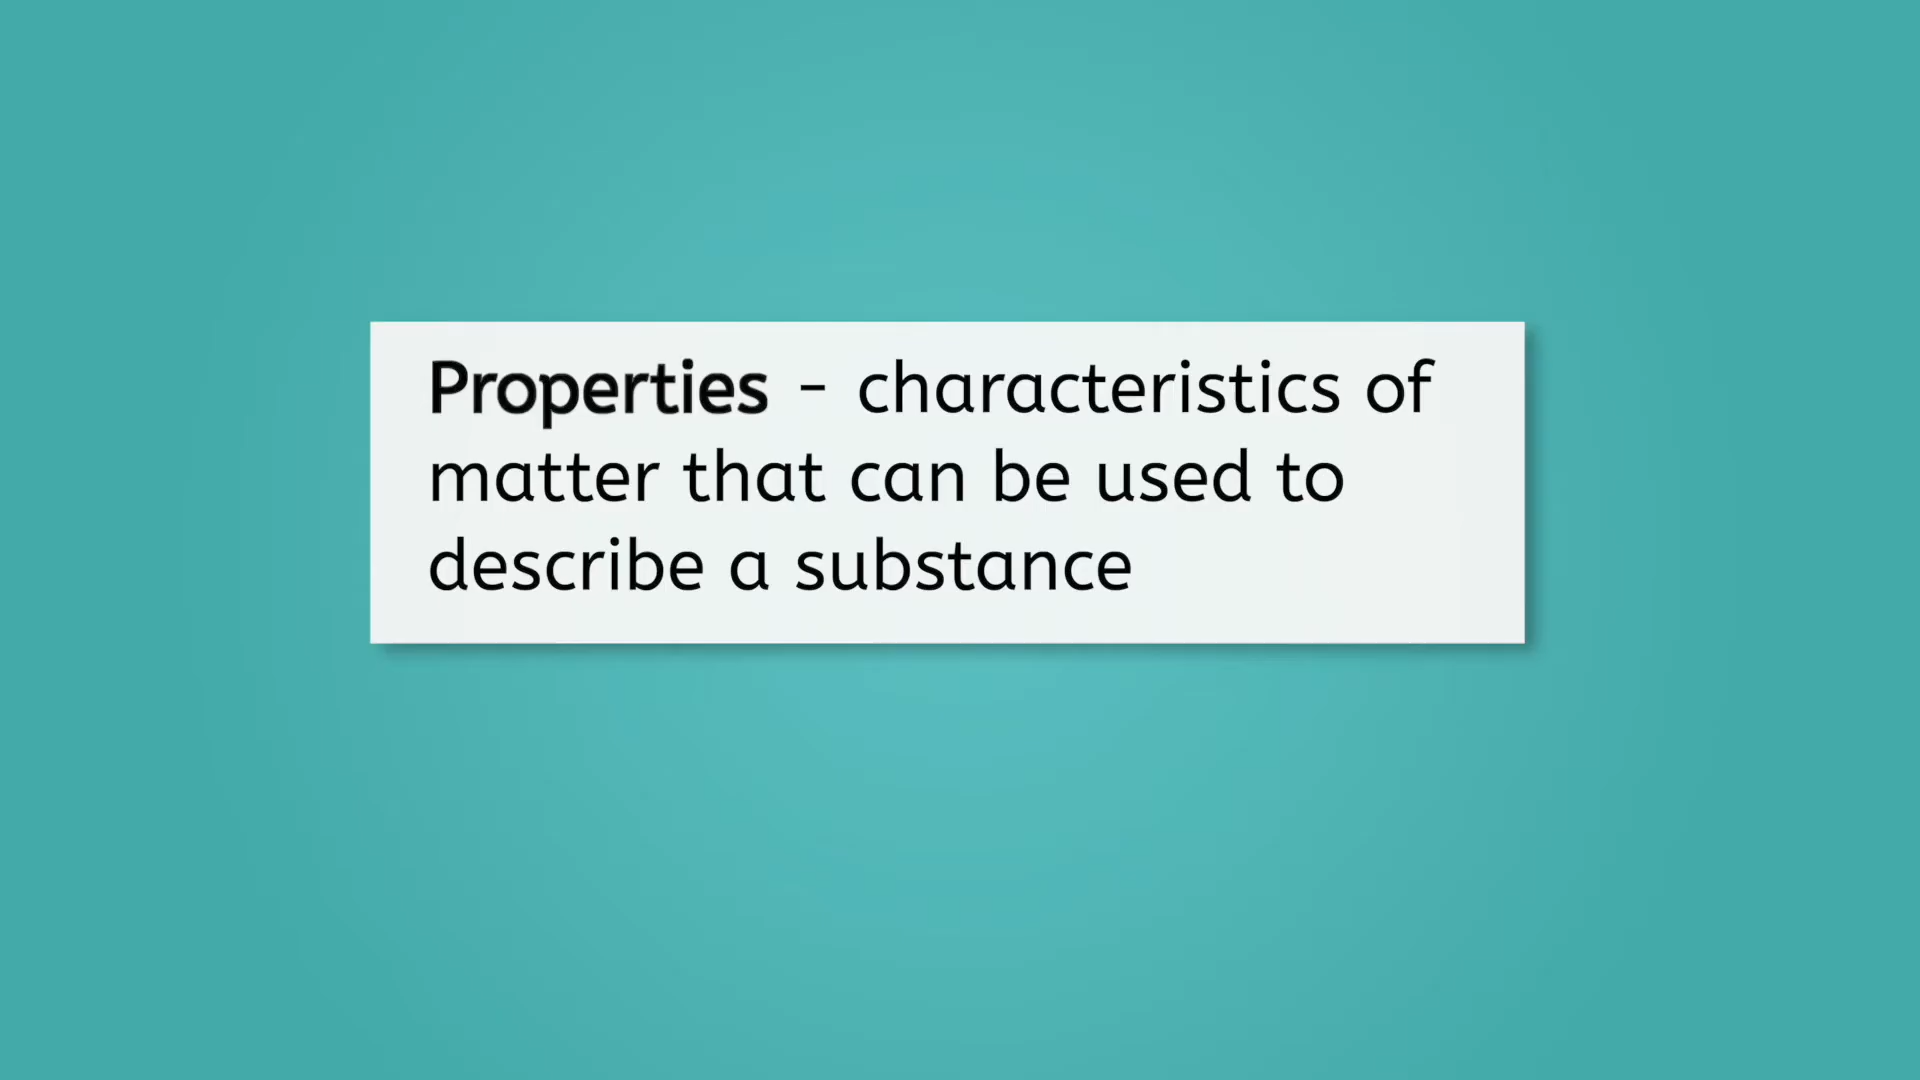 Properties - characteristics of
matter that can be used to
describe a substance